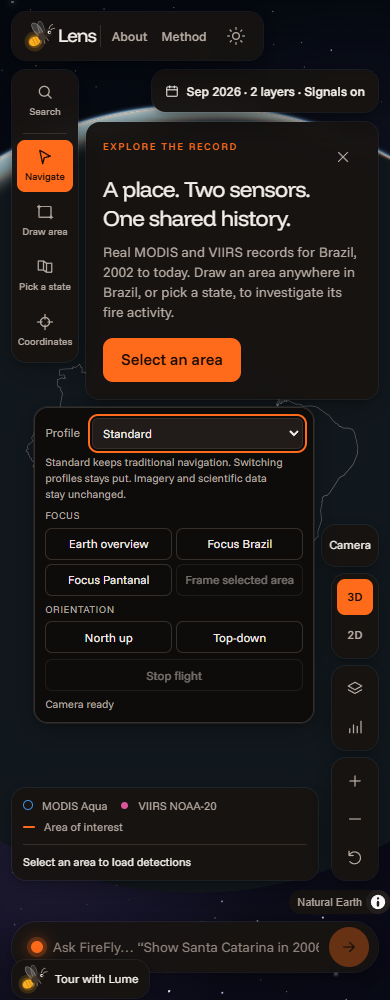 Lens
About
Method
Search
Sep 2026 · 2 layers · Signals on
Navigate
Draw area
Pick a state
Coordinates
EXPLORE THE RECORD
A place. Two sensors.
One shared history.
Real MODIS and VIIRS records for Brazil,
2002 to today. Draw an area anywhere in
Brazil, or pick a state, to investigate its
fire activity.
Select an area
Profile
Standard
Standard keeps traditional navigation. Switching
profiles stays put. Imagery and scientific data
stay unchanged.
FOCUS
Earth overview
Focus Brazil
Focus Pantanal
Frame selected area
ORIENTATION
North up
Top-down
Stop flight
Camera ready
Camera
3D
2D
MODIS Aqua
VIIRS NOAA-20
Area of interest
Select an area to load detections
Natural Earth
Ask FireFly… “Show Santa Catarina in 2006
Tour with Lume